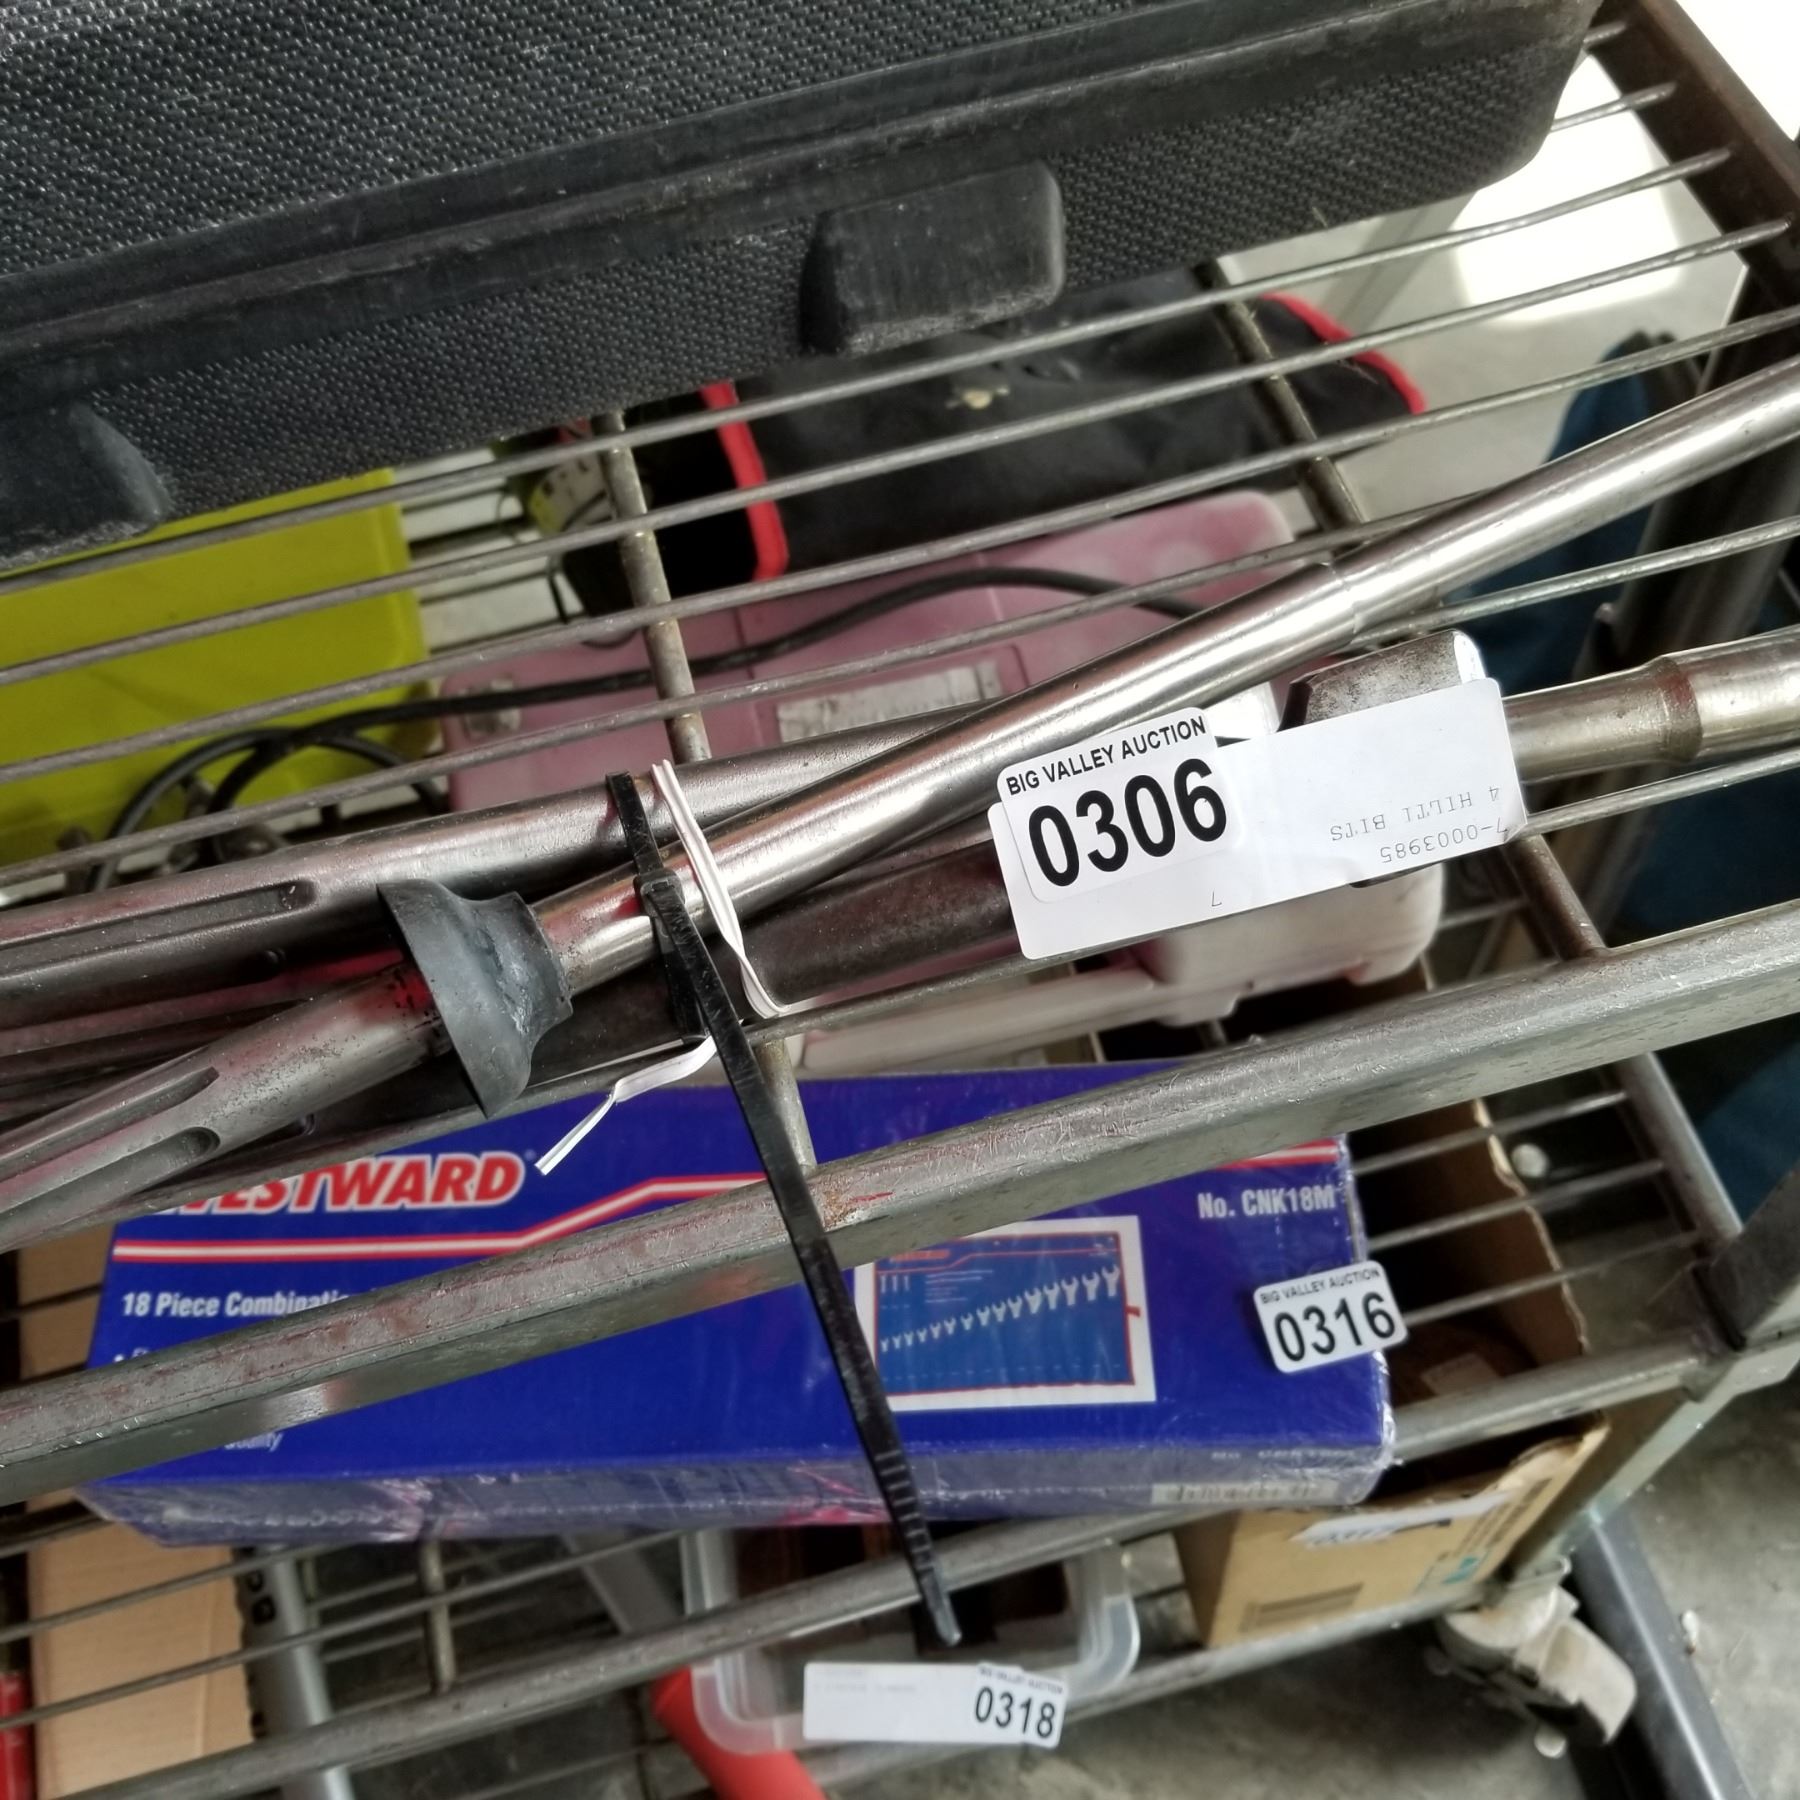 BIG VALLEY AUCTION
0306
7-0003985
4 HILTI BITS
7
WESTWARD
No. CNK18M
18 Piece
BIG VALLEY AUCTION
0316
BIG VALLEY AUCTION
0318